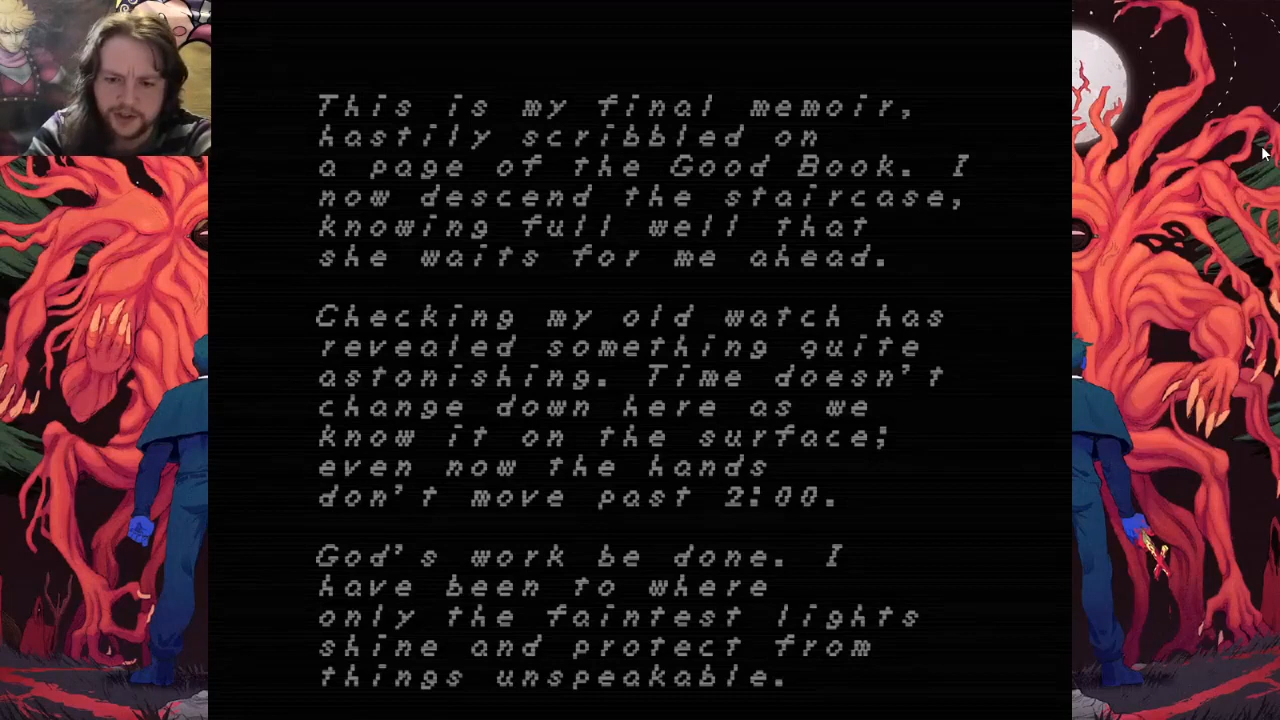 This is my final memoir,
hastily scribbled on
a page of the Good Book. I
now descend the staircase,
knowing full well that
she waits for me ahead.
Checking my old watch has
revealed something quite
astonishing. Time doesn't
change down here as we
know it on the surface;
even now the hands
don't move past 2:00.
God's work be done. I
have been to where
only the faintest lights
shine and protect from
things unspeakable.